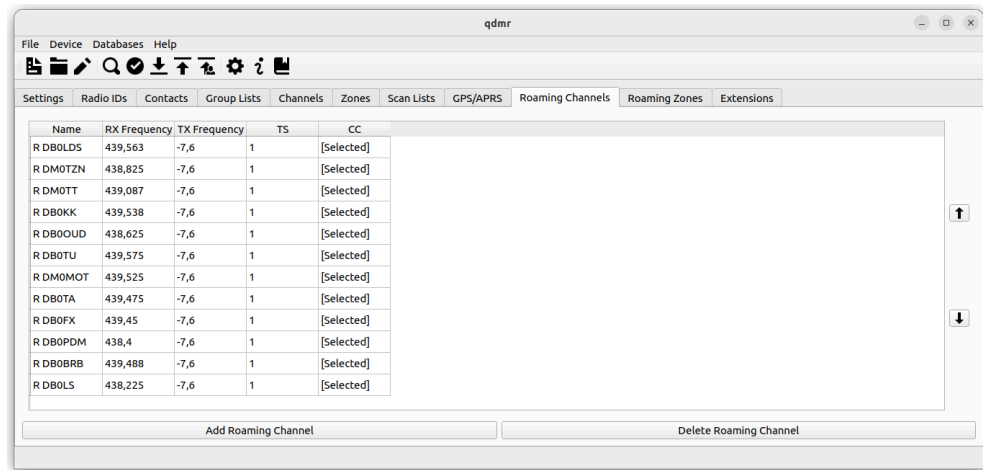 qdmr
File Device Databases Help
Settings Radio IDs Contacts Group Lists Channels Zones Scan Lists GPS/APRS Roaming Channels Roaming Zones Extensions
Name RX Frequency TX Frequency TS CC
R DB0LDS 439,563 -7,6 1 [Selected]
R DM0TZN 438,825 -7,6 1 [Selected]
R DM0TT 439,087 -7,6 1 [Selected]
R DB0KK 439,538 -7,6 1 [Selected]
R DB0OUD 438,625 -7,6 1 [Selected]
R DB0TU 439,575 -7,6 1 [Selected]
R DM0MOT 439,525 -7,6 1 [Selected]
R DB0TA 439,475 -7,6 1 [Selected]
R DB0FX 439,45 -7,6 1 [Selected]
R DB0PDM 438,4 -7,6 1 [Selected]
R DB0BRB 439,488 -7,6 1 [Selected]
R DB0LS 438,225 -7,6 1 [Selected]
Add Roaming Channel Delete Roaming Channel